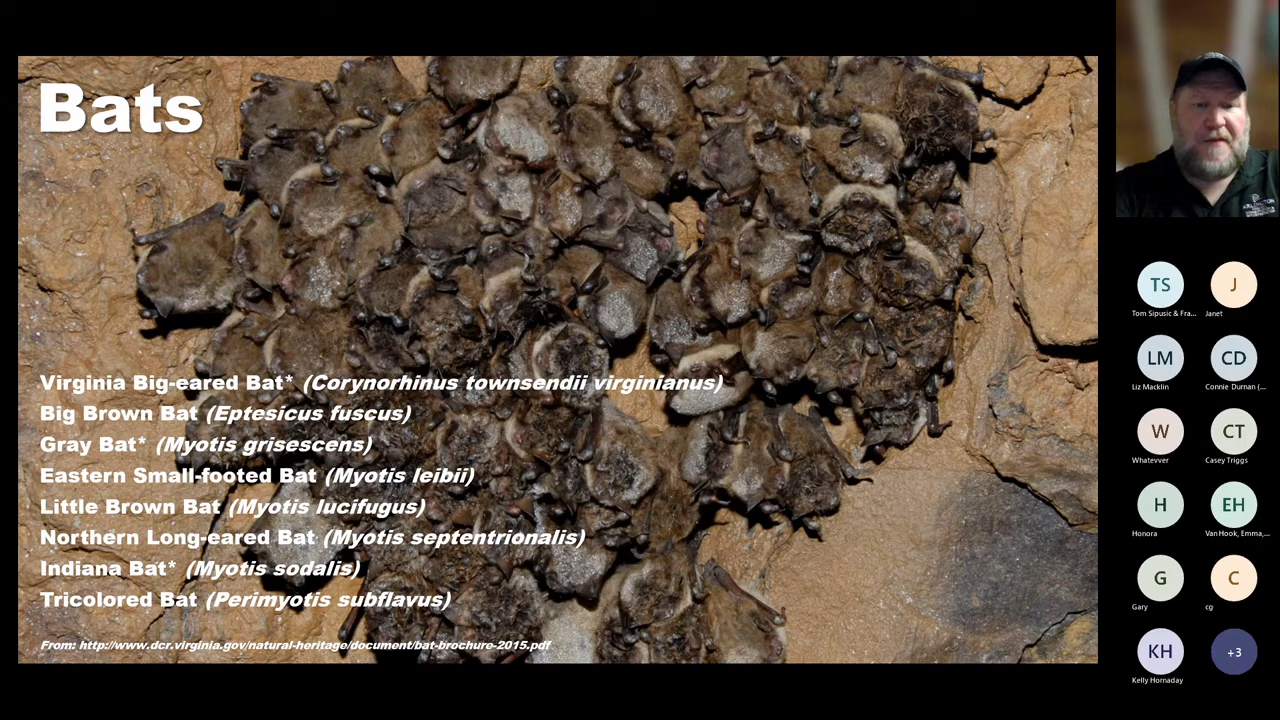 Bats
Virginia Big-eared Bat* (Corynorhinus townsendii virginianus)
Big Brown Bat (Eptesicus fuscus)
Gray Bat* (Myotis grisescens)
Eastern Small-footed Bat (Myotis leibii)
Little Brown Bat (Myotis lucifugus)
Northern Long-eared Bat (Myotis septentrionalis)
Indiana Bat* (Myotis sodalis)
Tricolored Bat (Perimyotis subflavus)
From: http://www.dcr.virginia.gov/natural-heritage/document/bat-brochure-2015.pdf
ARLINGTON
TS J
Tom Sipusic & Fra... Janet
LM CD
Liz Macklin Connie Durnan (...
W CT
Whatevver Casey Triggs
H EH
Honora Van Hook, Emma,...
G C
Gary cg
KH +3
Kelly Hornaday